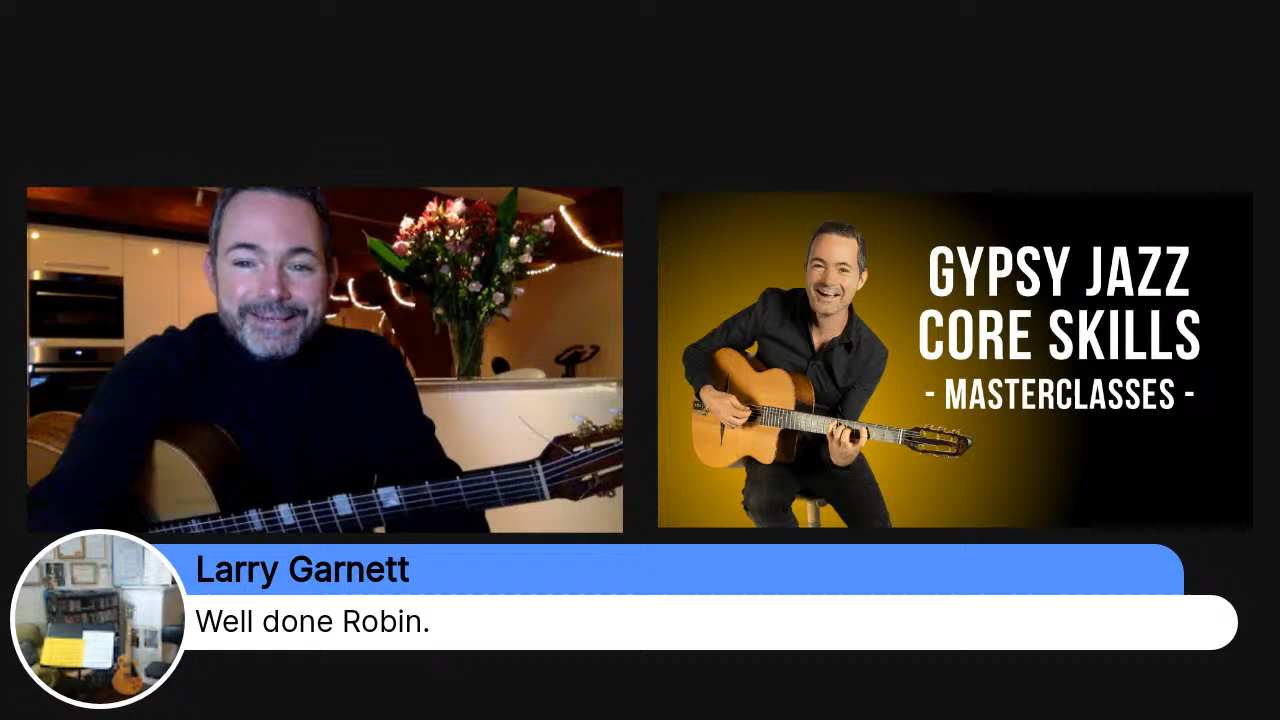 GYPSY JAZZ
CORE SKILLS
- MASTERCLASSES -
Larry Garnett
Well done Robin.